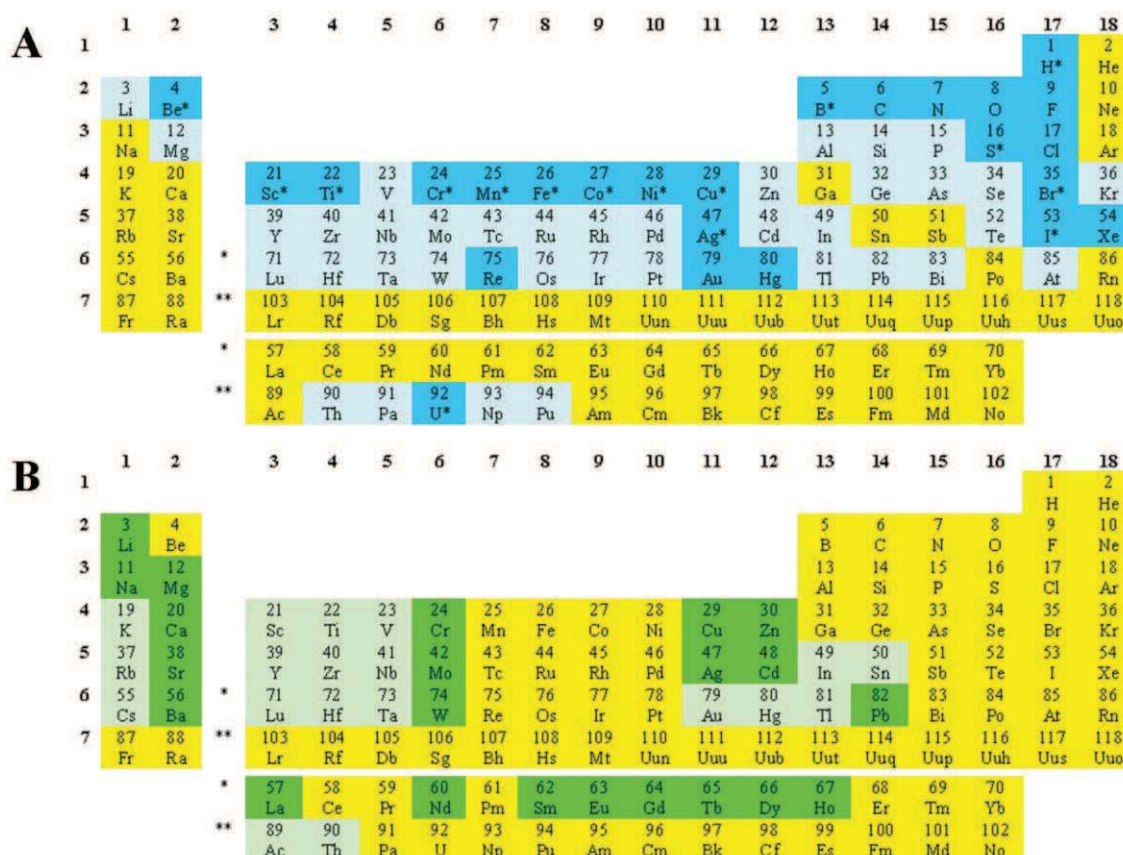 A
1 2 3 4 5 6 7 8 9 10 11 12 13 14 15 16 17 18
1 1 2
H* He
2 3 4 5 6 7 8 9 10
Li Be* B* C N O F Ne
3 11 12 13 14 15 16 17 18
Na Mg Al Si P S* Cl Ar
4 19 20 21 22 23 24 25 26 27 28 29 30 31 32 33 34 35 36
K Ca Sc* Ti* V Cr* Mn* Fe* Co* Ni* Cu* Zn Ga Ge As Se Br* Kr
5 37 38 39 40 41 42 43 44 45 46 47 48 49 50 51 52 53 54
Rb Sr Y Zr Nb Mo Tc Ru Rh Pd Ag* Cd In Sn Sb Te I* Xe
6 55 56 * 71 72 73 74 75 76 77 78 79 80 81 82 83 84 85 86
Cs Ba Lu Hf Ta W Re Os Ir Pt Au Hg Tl Pb Bi Po At Rn
7 87 88 ** 103 104 105 106 107 108 109 110 111 112 113 114 115 116 117 118
Fr Ra Lr Rf Db Sg Bh Hs Mt Uun Uuu Uub Uut Uuq Uup Uuh Uus Uuo
* 57 58 59 60 61 62 63 64 65 66 67 68 69 70
La Ce Pr Nd Pm Sm Eu Gd Tb Dy Ho Er Tm Yb
** 89 90 91 92 93 94 95 96 97 98 99 100 101 102
Ac Th Pa U* Np Pu Am Cm Bk Cf Es Fm Md No
B
1 2 3 4 5 6 7 8 9 10 11 12 13 14 15 16 17 18
1 1 2
H He
2 3 4 5 6 7 8 9 10
Li Be B C N O F Ne
3 11 12 13 14 15 16 17 18
Na Mg Al Si P S Cl Ar
4 19 20 21 22 23 24 25 26 27 28 29 30 31 32 33 34 35 36
K Ca Sc Ti V Cr Mn Fe Co Ni Cu Zn Ga Ge As Se Br Kr
5 37 38 39 40 41 42 43 44 45 46 47 48 49 50 51 52 53 54
Rb Sr Y Zr Nb Mo Tc Ru Rh Pd Ag Cd In Sn Sb Te I Xe
6 55 56 * 71 72 73 74 75 76 77 78 79 80 81 82 83 84 85 86
Cs Ba Lu Hf Ta W Re Os Ir Pt Au Hg Tl Pb Bi Po At Rn
7 87 88 ** 103 104 105 106 107 108 109 110 111 112 113 114 115 116 117 118
Fr Ra Lr Rf Db Sg Bh Hs Mt Uun Uuu Uub Uut Uuq Uup Uuh Uus Uuo
* 57 58 59 60 61 62 63 64 65 66 67 68 69 70
La Ce Pr Nd Pm Sm Eu Gd Tb Dy Ho Er Tm Yb
** 89 90 91 92 93 94 95 96 97 98 99 100 101 102
Ac Th Pa U Np Pu Am Cm Bk Cf Es Fm Md No